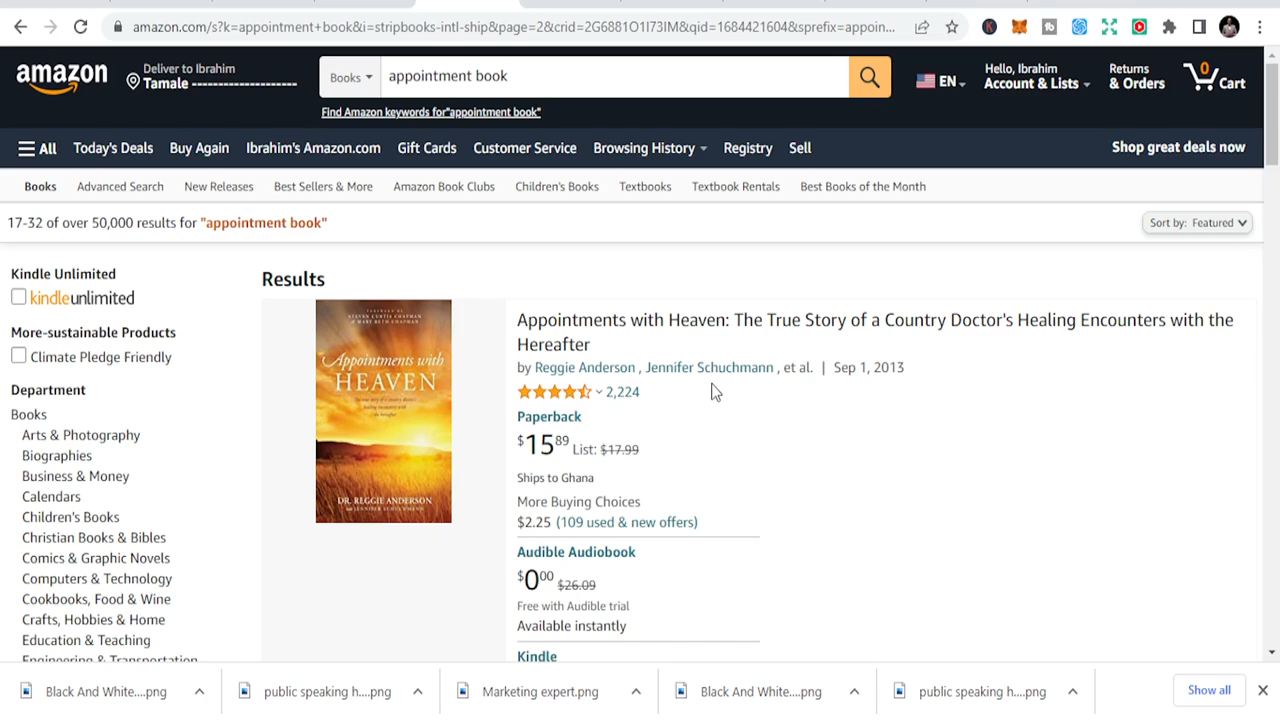 amazon.com/s?k=appointment+book&i=stripbooks-intl-ship&page=2&crid=2G6881O1I73IM&qid=1684421604&sprefix=appoin...
amazon
Deliver to Ibrahim
Tamale
Books
appointment book
EN
Hello, Ibrahim
Account & Lists
Returns
& Orders
0
Cart
Find Amazon keywords for"appointment book"
All
Today's Deals
Buy Again
Ibrahim's Amazon.com
Gift Cards
Customer Service
Browsing History
Registry
Sell
Shop great deals now
Books
Advanced Search
New Releases
Best Sellers & More
Amazon Book Clubs
Children's Books
Textbooks
Textbook Rentals
Best Books of the Month
17-32 of over 50,000 results for "appointment book"
Sort by: Featured
Kindle Unlimited
kindleunlimited
More-sustainable Products
Climate Pledge Friendly
Department
Books
Arts & Photography
Biographies
Business & Money
Calendars
Children's Books
Christian Books & Bibles
Comics & Graphic Novels
Computers & Technology
Cookbooks, Food & Wine
Crafts, Hobbies & Home
Education & Teaching
Engineering & Transportation
Results
STEVEN CURTIS CHAPMAN
& MARY BETH CHAPMAN
Appointments with
HEAVEN
DR. REGGIE ANDERSON
Appointments with Heaven: The True Story of a Country Doctor's Healing Encounters with the
Hereafter
by Reggie Anderson , Jennifer Schuchmann , et al. | Sep 1, 2013
2,224
Paperback
$15 89 List: $17.99
Ships to Ghana
More Buying Choices
$2.25 (109 used & new offers)
Audible Audiobook
$0 00 $26.09
Free with Audible trial
Available instantly
Kindle
Black And White....png
public speaking h....png
Marketing expert.png
Black And White....png
public speaking h....png
Show all